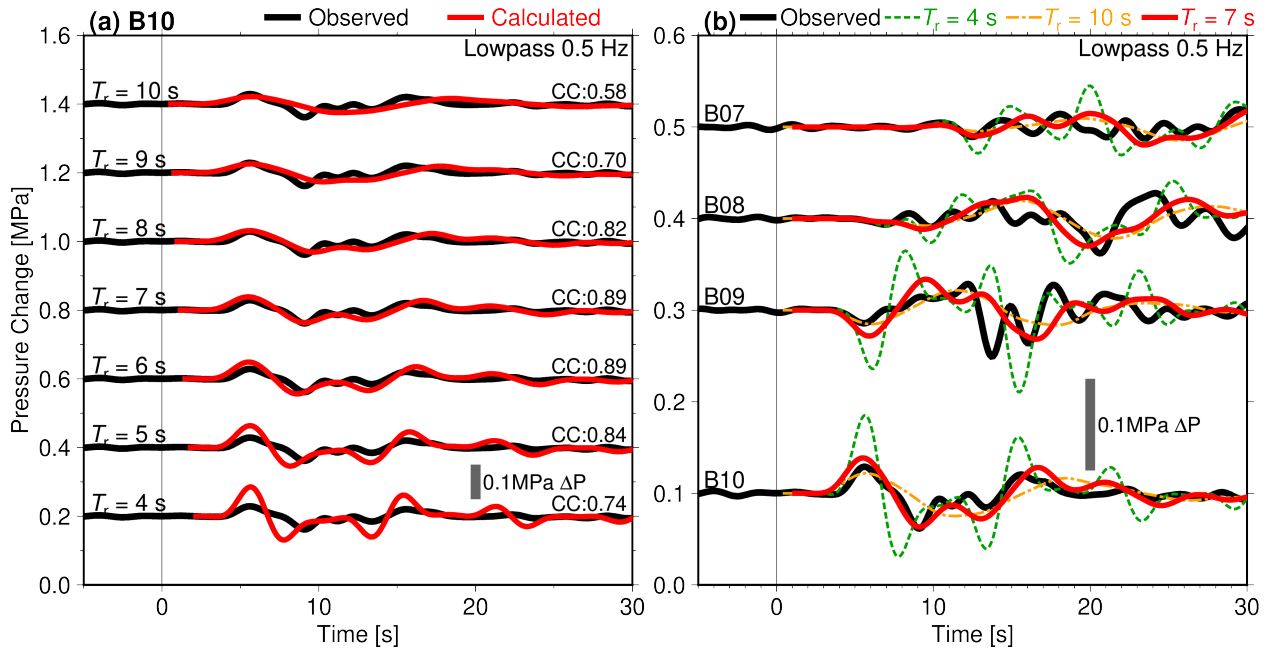 (a) B10 Observed Calculated
Lowpass 0.5 Hz
Pressure Change [MPa]
1.6
1.4
1.2
1.0
0.8
0.6
0.4
0.2
0.0
Tr = 10 s CC:0.58
Tr = 9 s CC:0.70
Tr = 8 s CC:0.82
Tr = 7 s CC:0.89
Tr = 6 s CC:0.89
Tr = 5 s CC:0.84
0.1MPa ΔP
Tr = 4 s CC:0.74
0 10 20 30
Time [s]
(b) Observed Tr = 4 s Tr = 10 s Tr = 7 s
Lowpass 0.5 Hz
0.6
0.5
0.4
0.3
0.2
0.1
0.0
B07
B08
B09
0.1MPa ΔP
B10
0 10 20 30
Time [s]